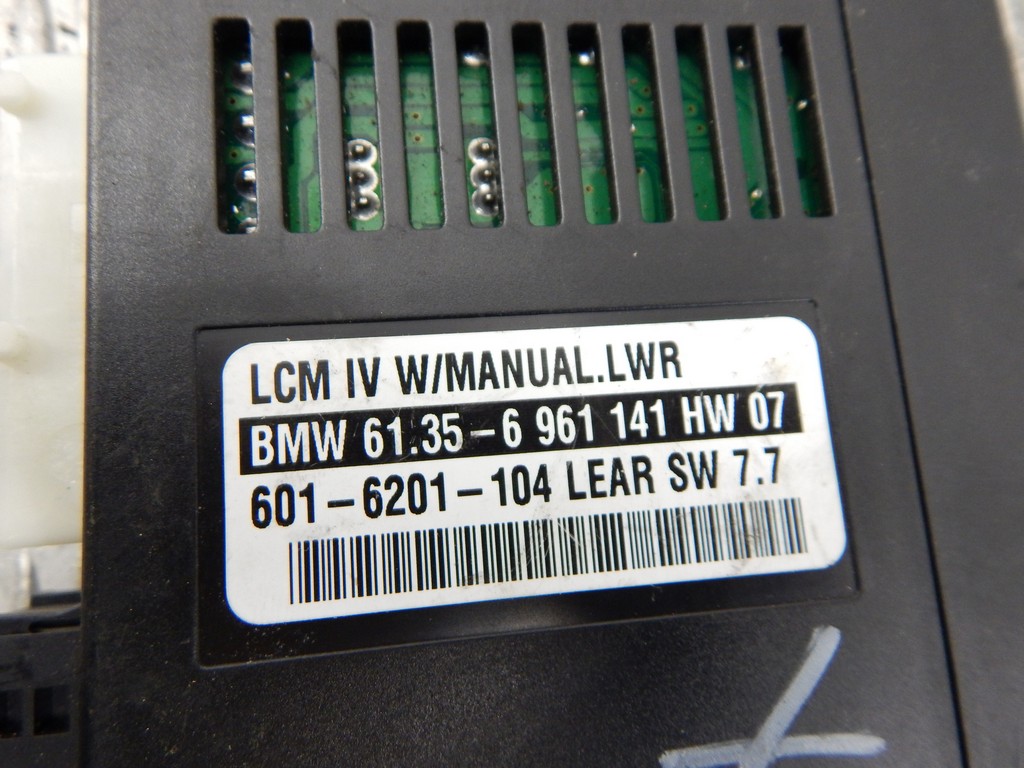 LCM IV W/MANUAL.LWR
BMW 61.35-6 961 141 HW 07
601-6201-104 LEAR SW 7.7